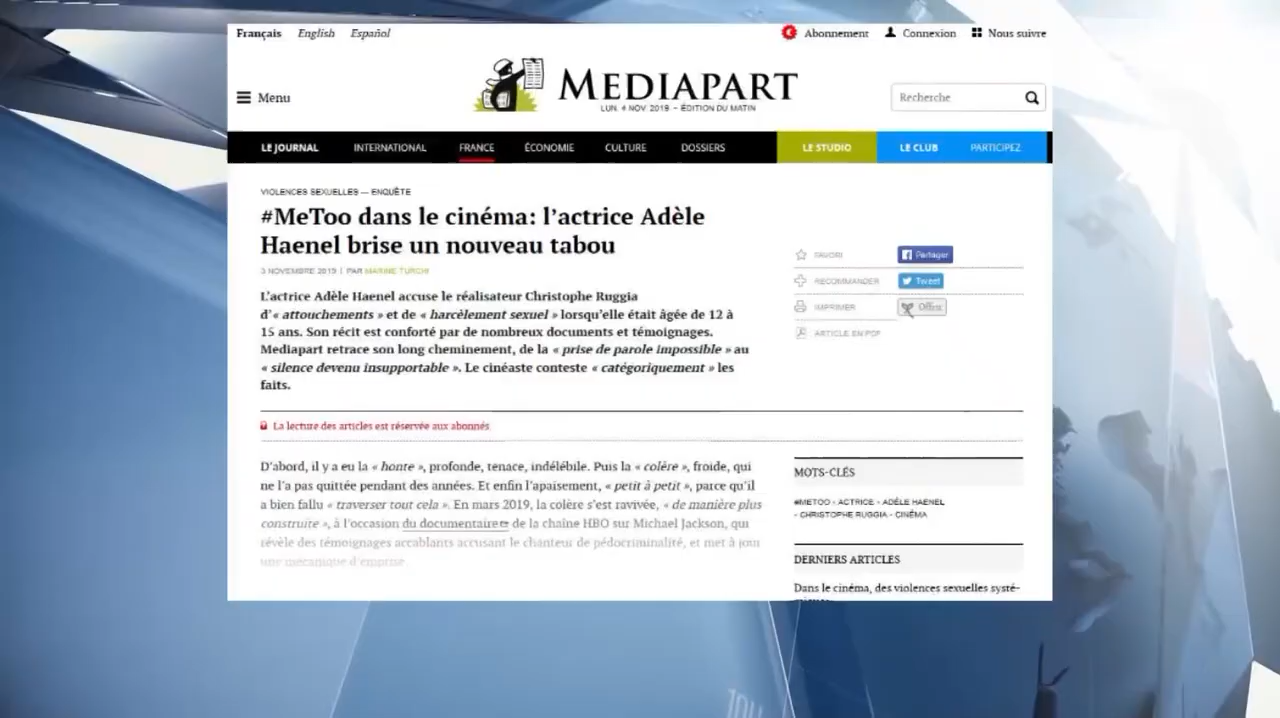 Français English Español
Abonnement Connexion Nous suivre
Menu
MEDIAPART
LUN. 4 NOV. 2019 – ÉDITION DU MATIN
Recherche
LE JOURNAL INTERNATIONAL FRANCE ÉCONOMIE CULTURE DOSSIERS LE STUDIO LE CLUB PARTICIPEZ
VIOLENCES SEXUELLES — ENQUÊTE
#MeToo dans le cinéma: l’actrice Adèle
Haenel brise un nouveau tabou
3 NOVEMBRE 2019 | PAR MARINE TURCHI
L’actrice Adèle Haenel accuse le réalisateur Christophe Ruggia
d’« attouchements » et de « harcèlement sexuel » lorsqu’elle était âgée de 12 à
15 ans. Son récit est conforté par de nombreux documents et témoignages.
Mediapart retrace son long cheminement, de la « prise de parole impossible » au
« silence devenu insupportable ». Le cinéaste conteste « catégoriquement » les
faits.
FAVORI Partager
RECOMMANDER Tweet
IMPRIMER Offrir
ARTICLE EN PDF
La lecture des articles est réservée aux abonnés.
D’abord, il y a eu la « honte », profonde, tenace, indélébile. Puis la « colère », froide, qui
ne l’a pas quittée pendant des années. Et enfin l’apaisement, « petit à petit », parce qu’il
a bien fallu « traverser tout cela ». En mars 2019, la colère s’est ravivée, « de manière plus
construite », à l’occasion du documentaire de la chaîne HBO sur Michael Jackson, qui
révèle des témoignages accablants accusant le chanteur de pédocriminalité, et met à jour
une mécanique d’emprise.
MOTS-CLÉS
#METOO - ACTRICE - ADÈLE HAENEL
- CHRISTOPHE RUGGIA - CINÉMA
DERNIERS ARTICLES
Dans le cinéma, des violences sexuelles systé-